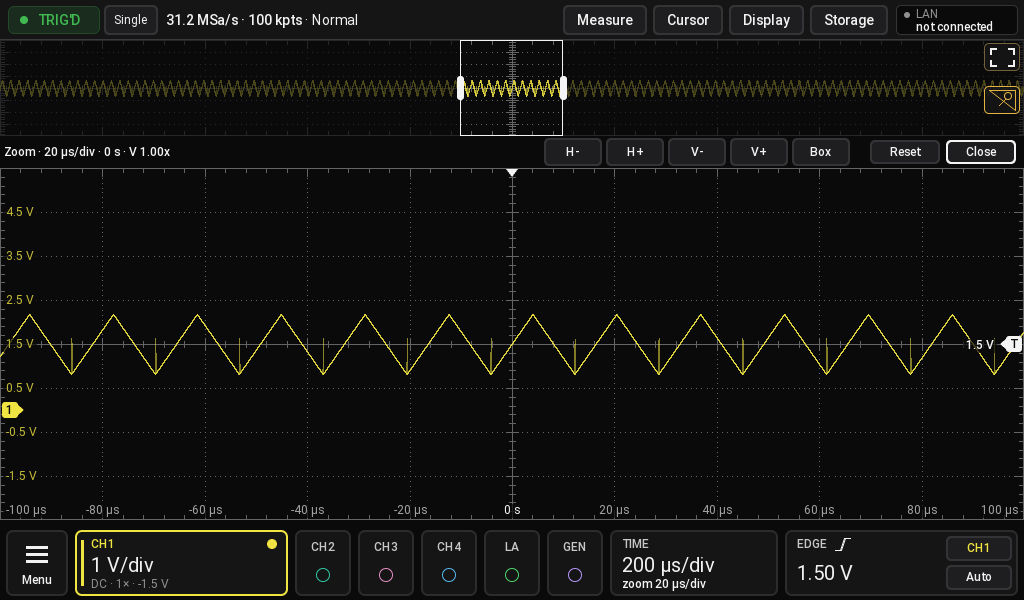 TRIG'D
Single
31.2 MSa/s · 100 kpts · Normal
Measure
Cursor
Display
Storage
LAN
not connected
Zoom · 20 µs/div · 0 s · V 1.00x
H-
H+
V-
V+
Box
Reset
Close
4.5 V
3.5 V
2.5 V
1.5 V
1.5 V
T
0.5 V
1
-0.5 V
-1.5 V
-100 µs
-80 µs
-60 µs
-40 µs
-20 µs
0 s
20 µs
40 µs
60 µs
80 µs
100 µs
Menu
CH1
1 V/div
DC · 1× · -1.5 V
CH2
CH3
CH4
LA
GEN
TIME
200 µs/div
zoom 20 µs/div
EDGE
1.50 V
CH1
Auto